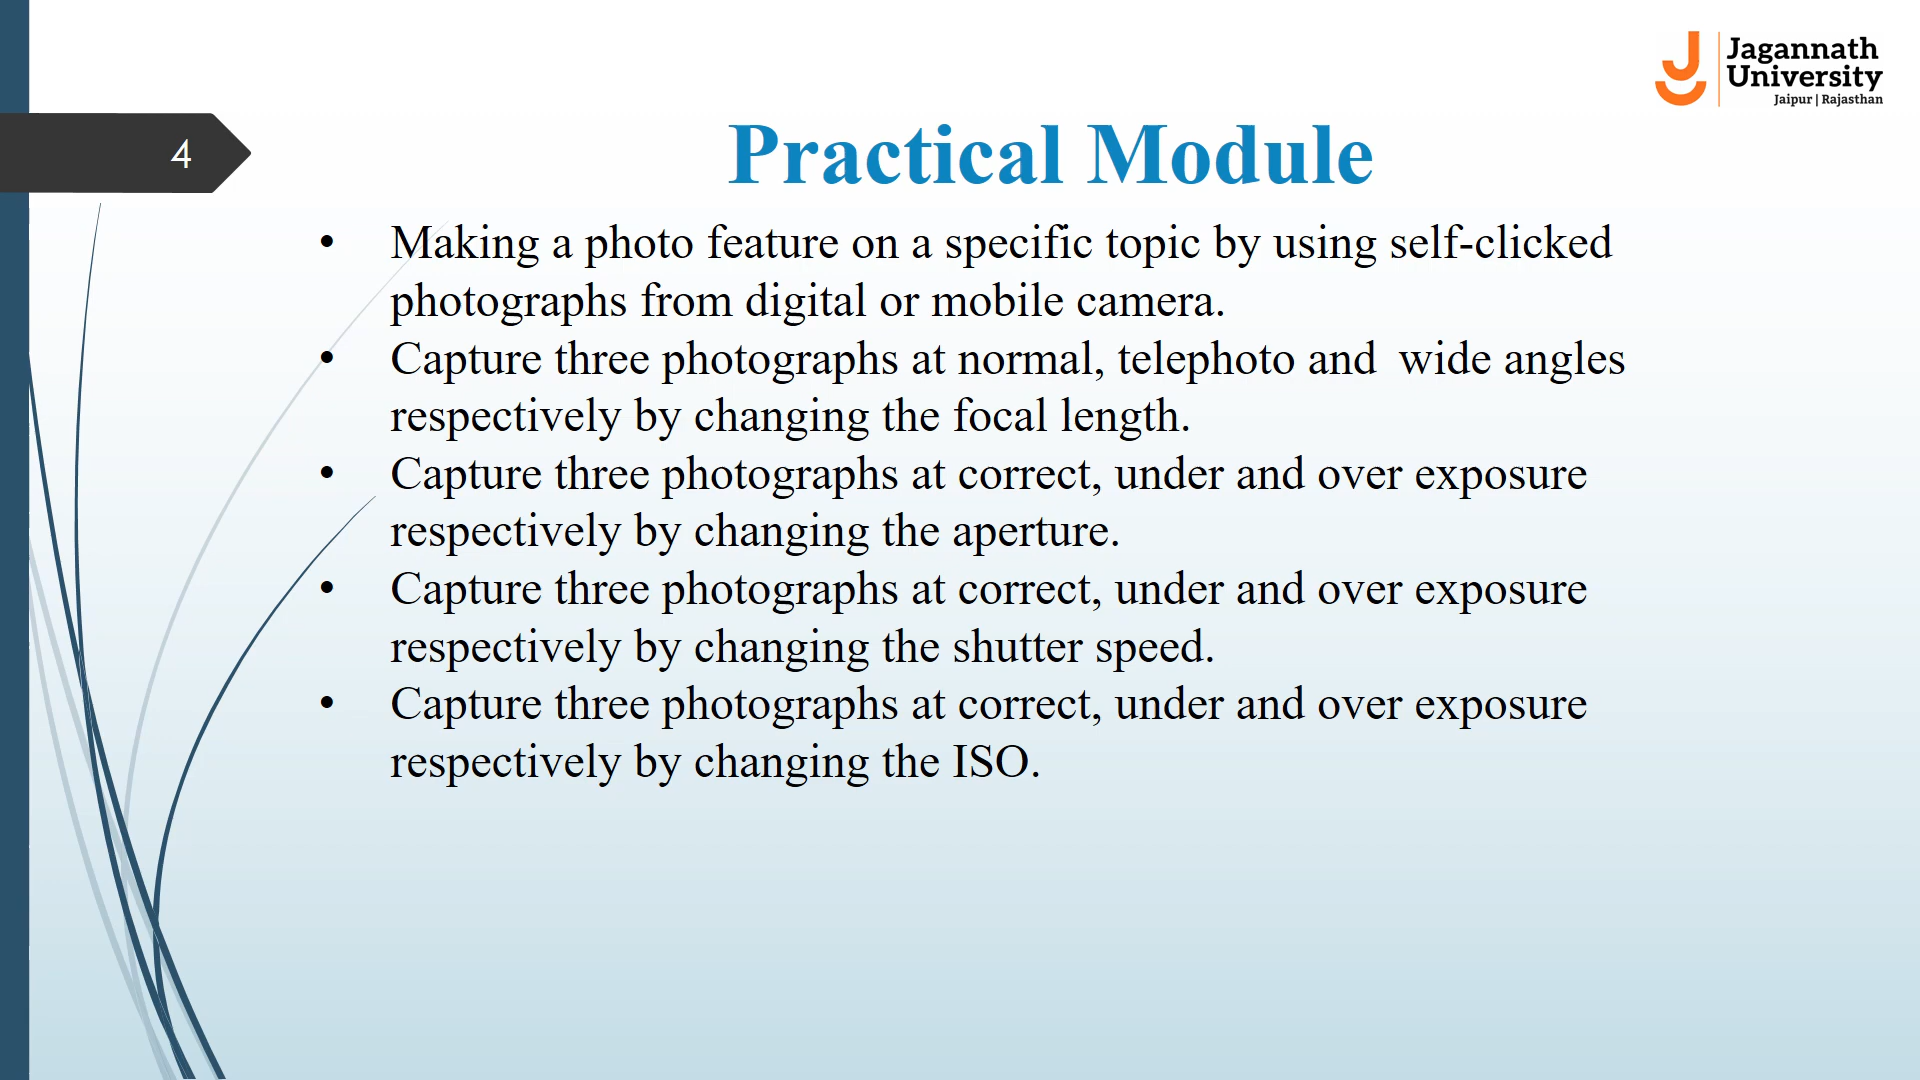 Jagannath
University
Jaipur | Rajasthan
4
Practical Module
• Making a photo feature on a specific topic by using self-clicked
photographs from digital or mobile camera.
• Capture three photographs at normal, telephoto and wide angles
respectively by changing the focal length.
• Capture three photographs at correct, under and over exposure
respectively by changing the aperture.
• Capture three photographs at correct, under and over exposure
respectively by changing the shutter speed.
• Capture three photographs at correct, under and over exposure
respectively by changing the ISO.